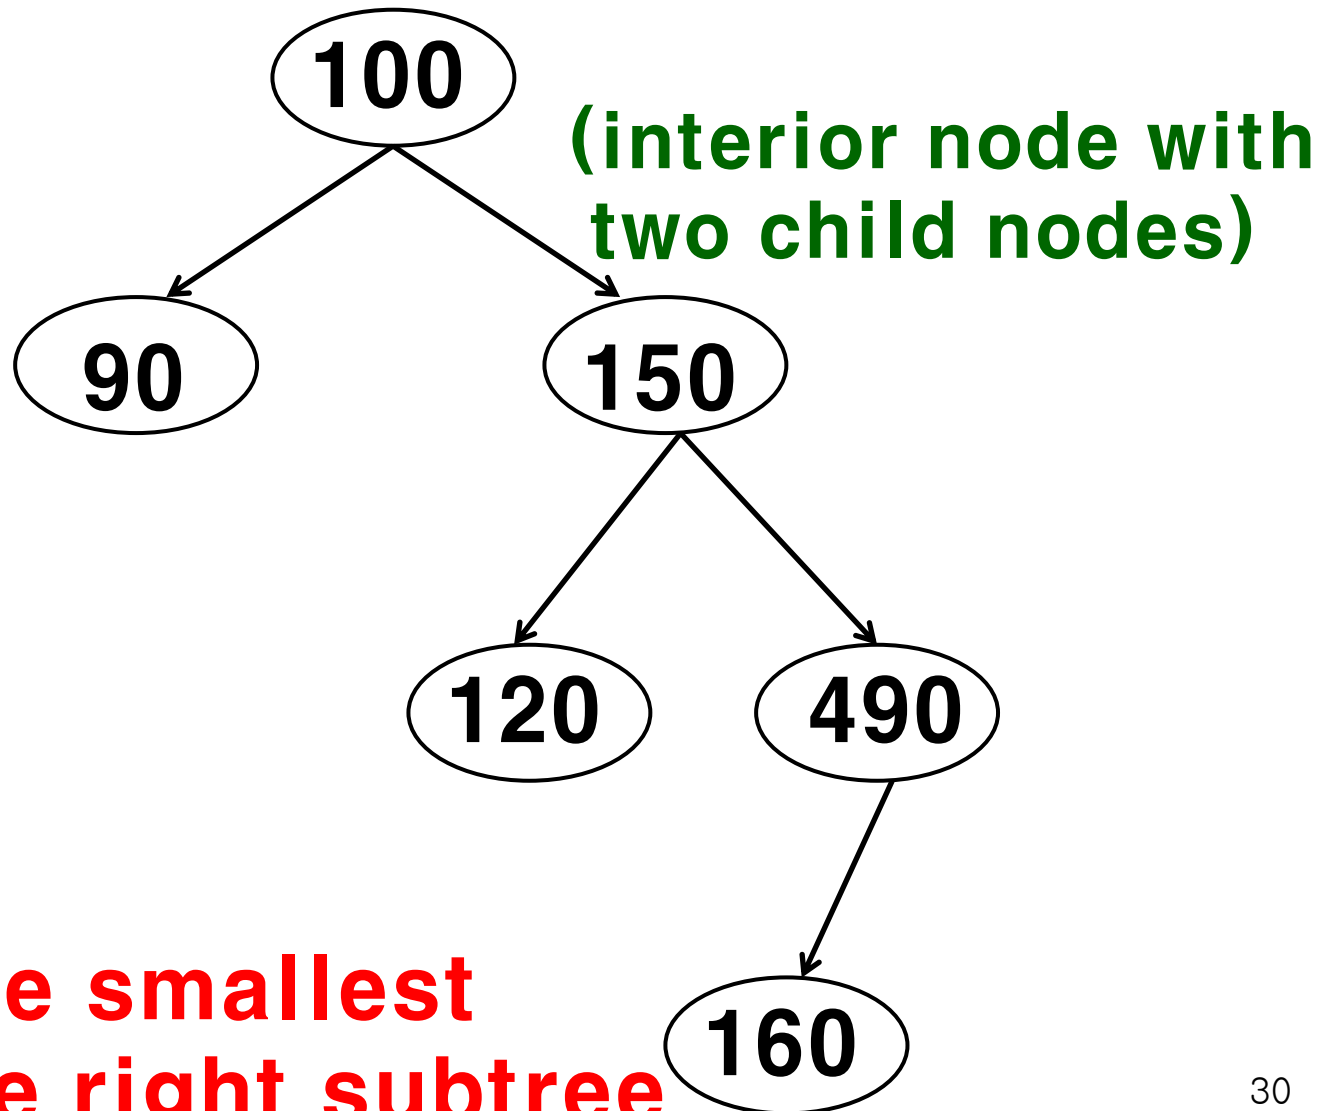 100
(interior node with
two child nodes)
90
150
120
490
e smallest
160
e right subtree
30